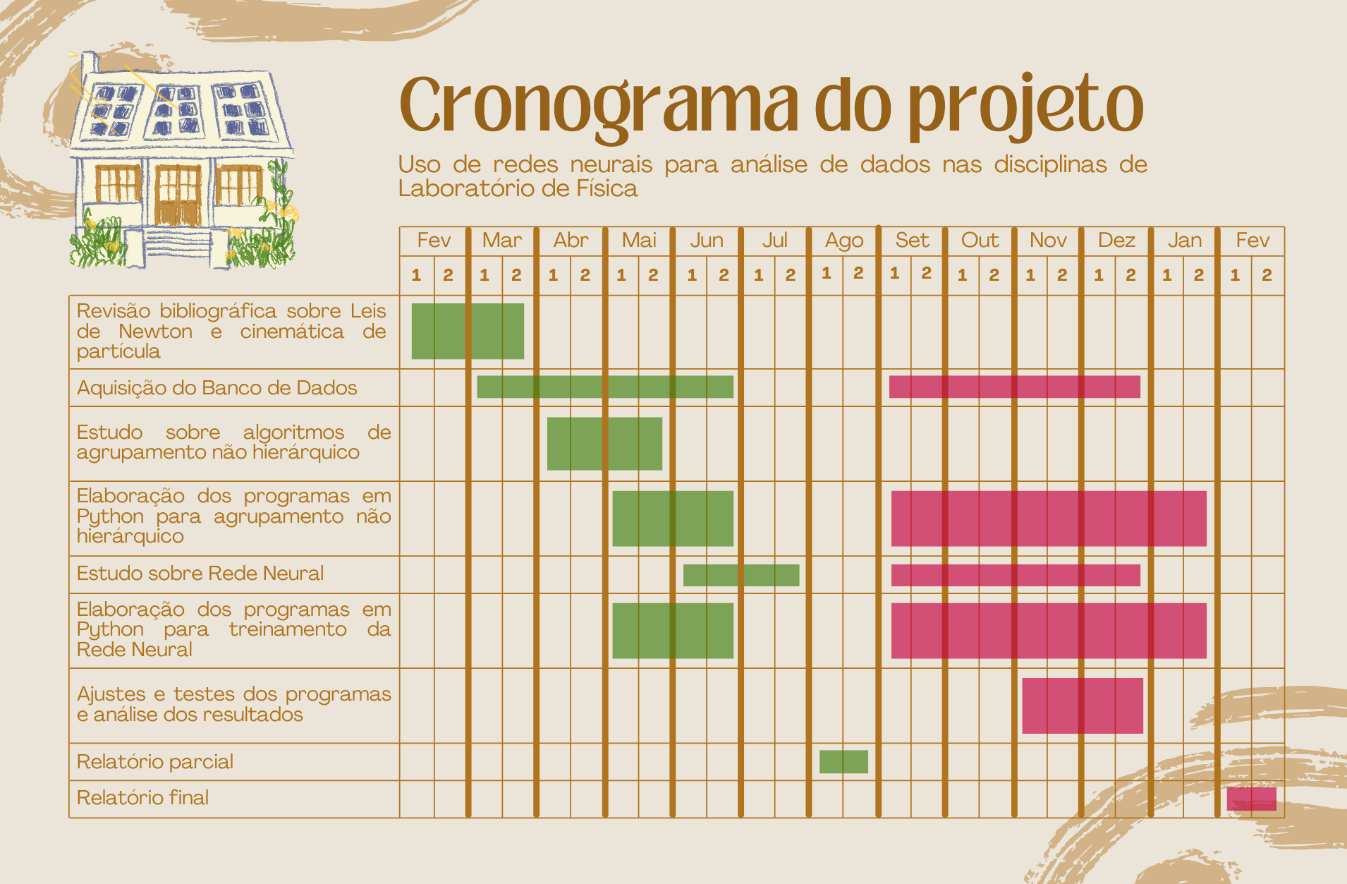 Cronograma do projeto
Uso de redes neurais para análise de dados nas disciplinas de
Laboratório de Física
Fev Mar Abr Mai Jun Jul Ago Set Out Nov Dez Jan Fev
1 2 1 2 1 2 1 2 1 2 1 2 1 2 1 2 1 2 1 2 1 2 1 2 1 2
Revisão bibliográfica sobre Leis
de Newton e cinemática de
partícula
Aquisição do Banco de Dados
Estudo sobre algoritmos de
agrupamento não hierárquico
Elaboração dos programas em
Python para agrupamento não
hierárquico
Estudo sobre Rede Neural
Elaboração dos programas em
Python para treinamento da
Rede Neural
Ajustes e testes dos programas
e análise dos resultados
Relatório parcial
Relatório final